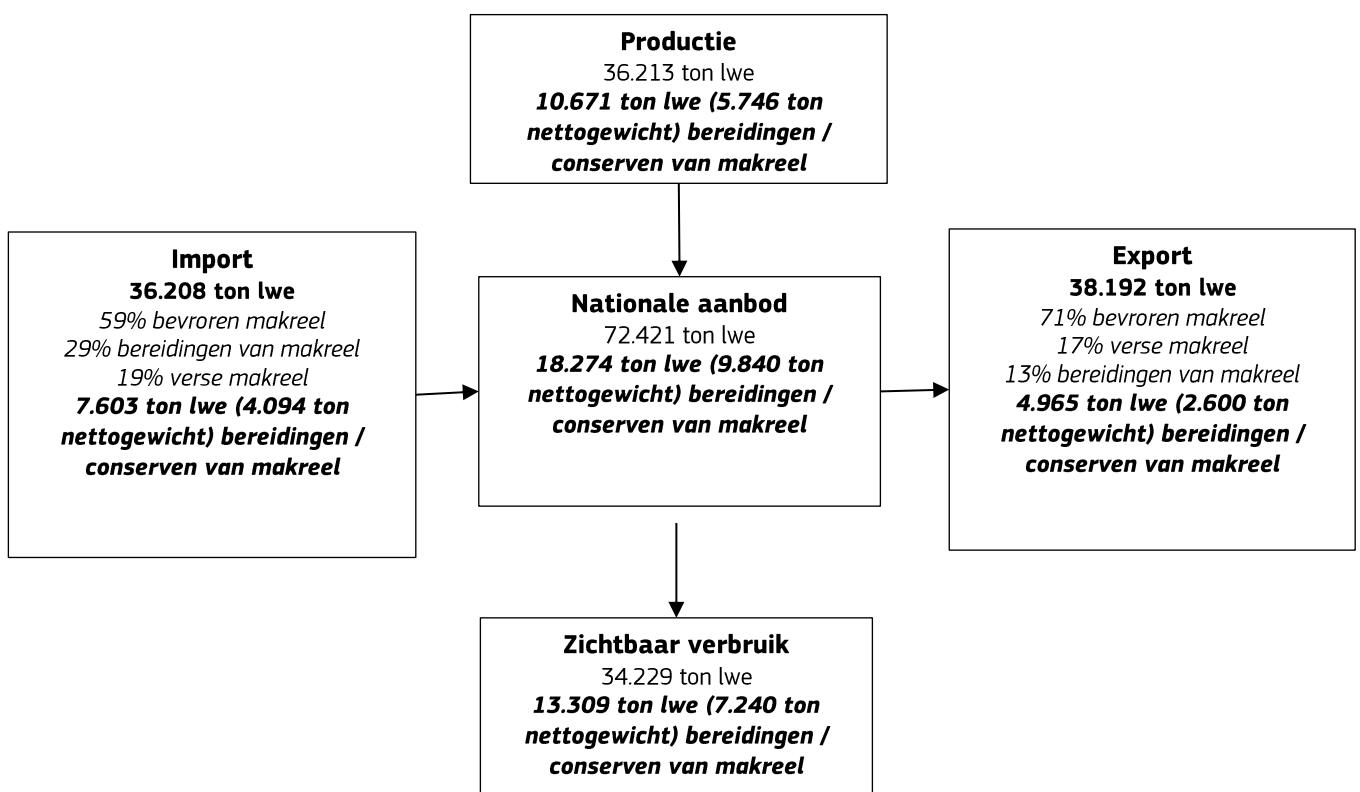 Productie
36.213 ton lwe
10.671 ton lwe (5.746 ton
nettogewicht) bereidingen /
conserven van makreel
Import
36.208 ton lwe
59% bevroren makreel
29% bereidingen van makreel
19% verse makreel
7.603 ton lwe (4.094 ton
nettogewicht) bereidingen /
conserven van makreel
Nationale aanbod
72.421 ton lwe
18.274 ton lwe (9.840 ton
nettogewicht) bereidingen /
conserven van makreel
Export
38.192 ton lwe
71% bevroren makreel
17% verse makreel
13% bereidingen van makreel
4.965 ton lwe (2.600 ton
nettogewicht) bereidingen /
conserven van makreel
Zichtbaar verbruik
34.229 ton lwe
13.309 ton lwe (7.240 ton
nettogewicht) bereidingen /
conserven van makreel